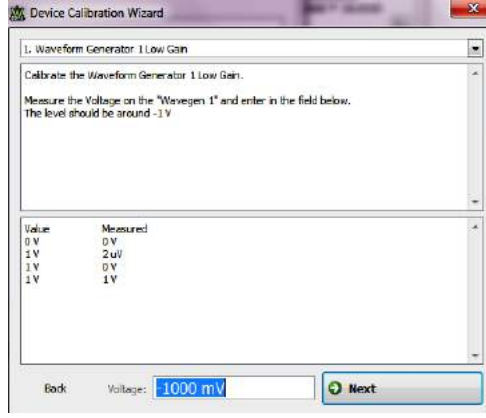 Device Calibration Wizard
1. Waveform Generator 1 Low Gain
Calibrate the Waveform Generator 1 Low Gain.
Measure the Voltage on the "Wavegen 1" and enter in the field below.
The level should be around -1 V
Value Measured
0 V 0 V
1 V 2 uV
1 V 0 V
1 V 1 V
Back Voltage: -1000 mV Next